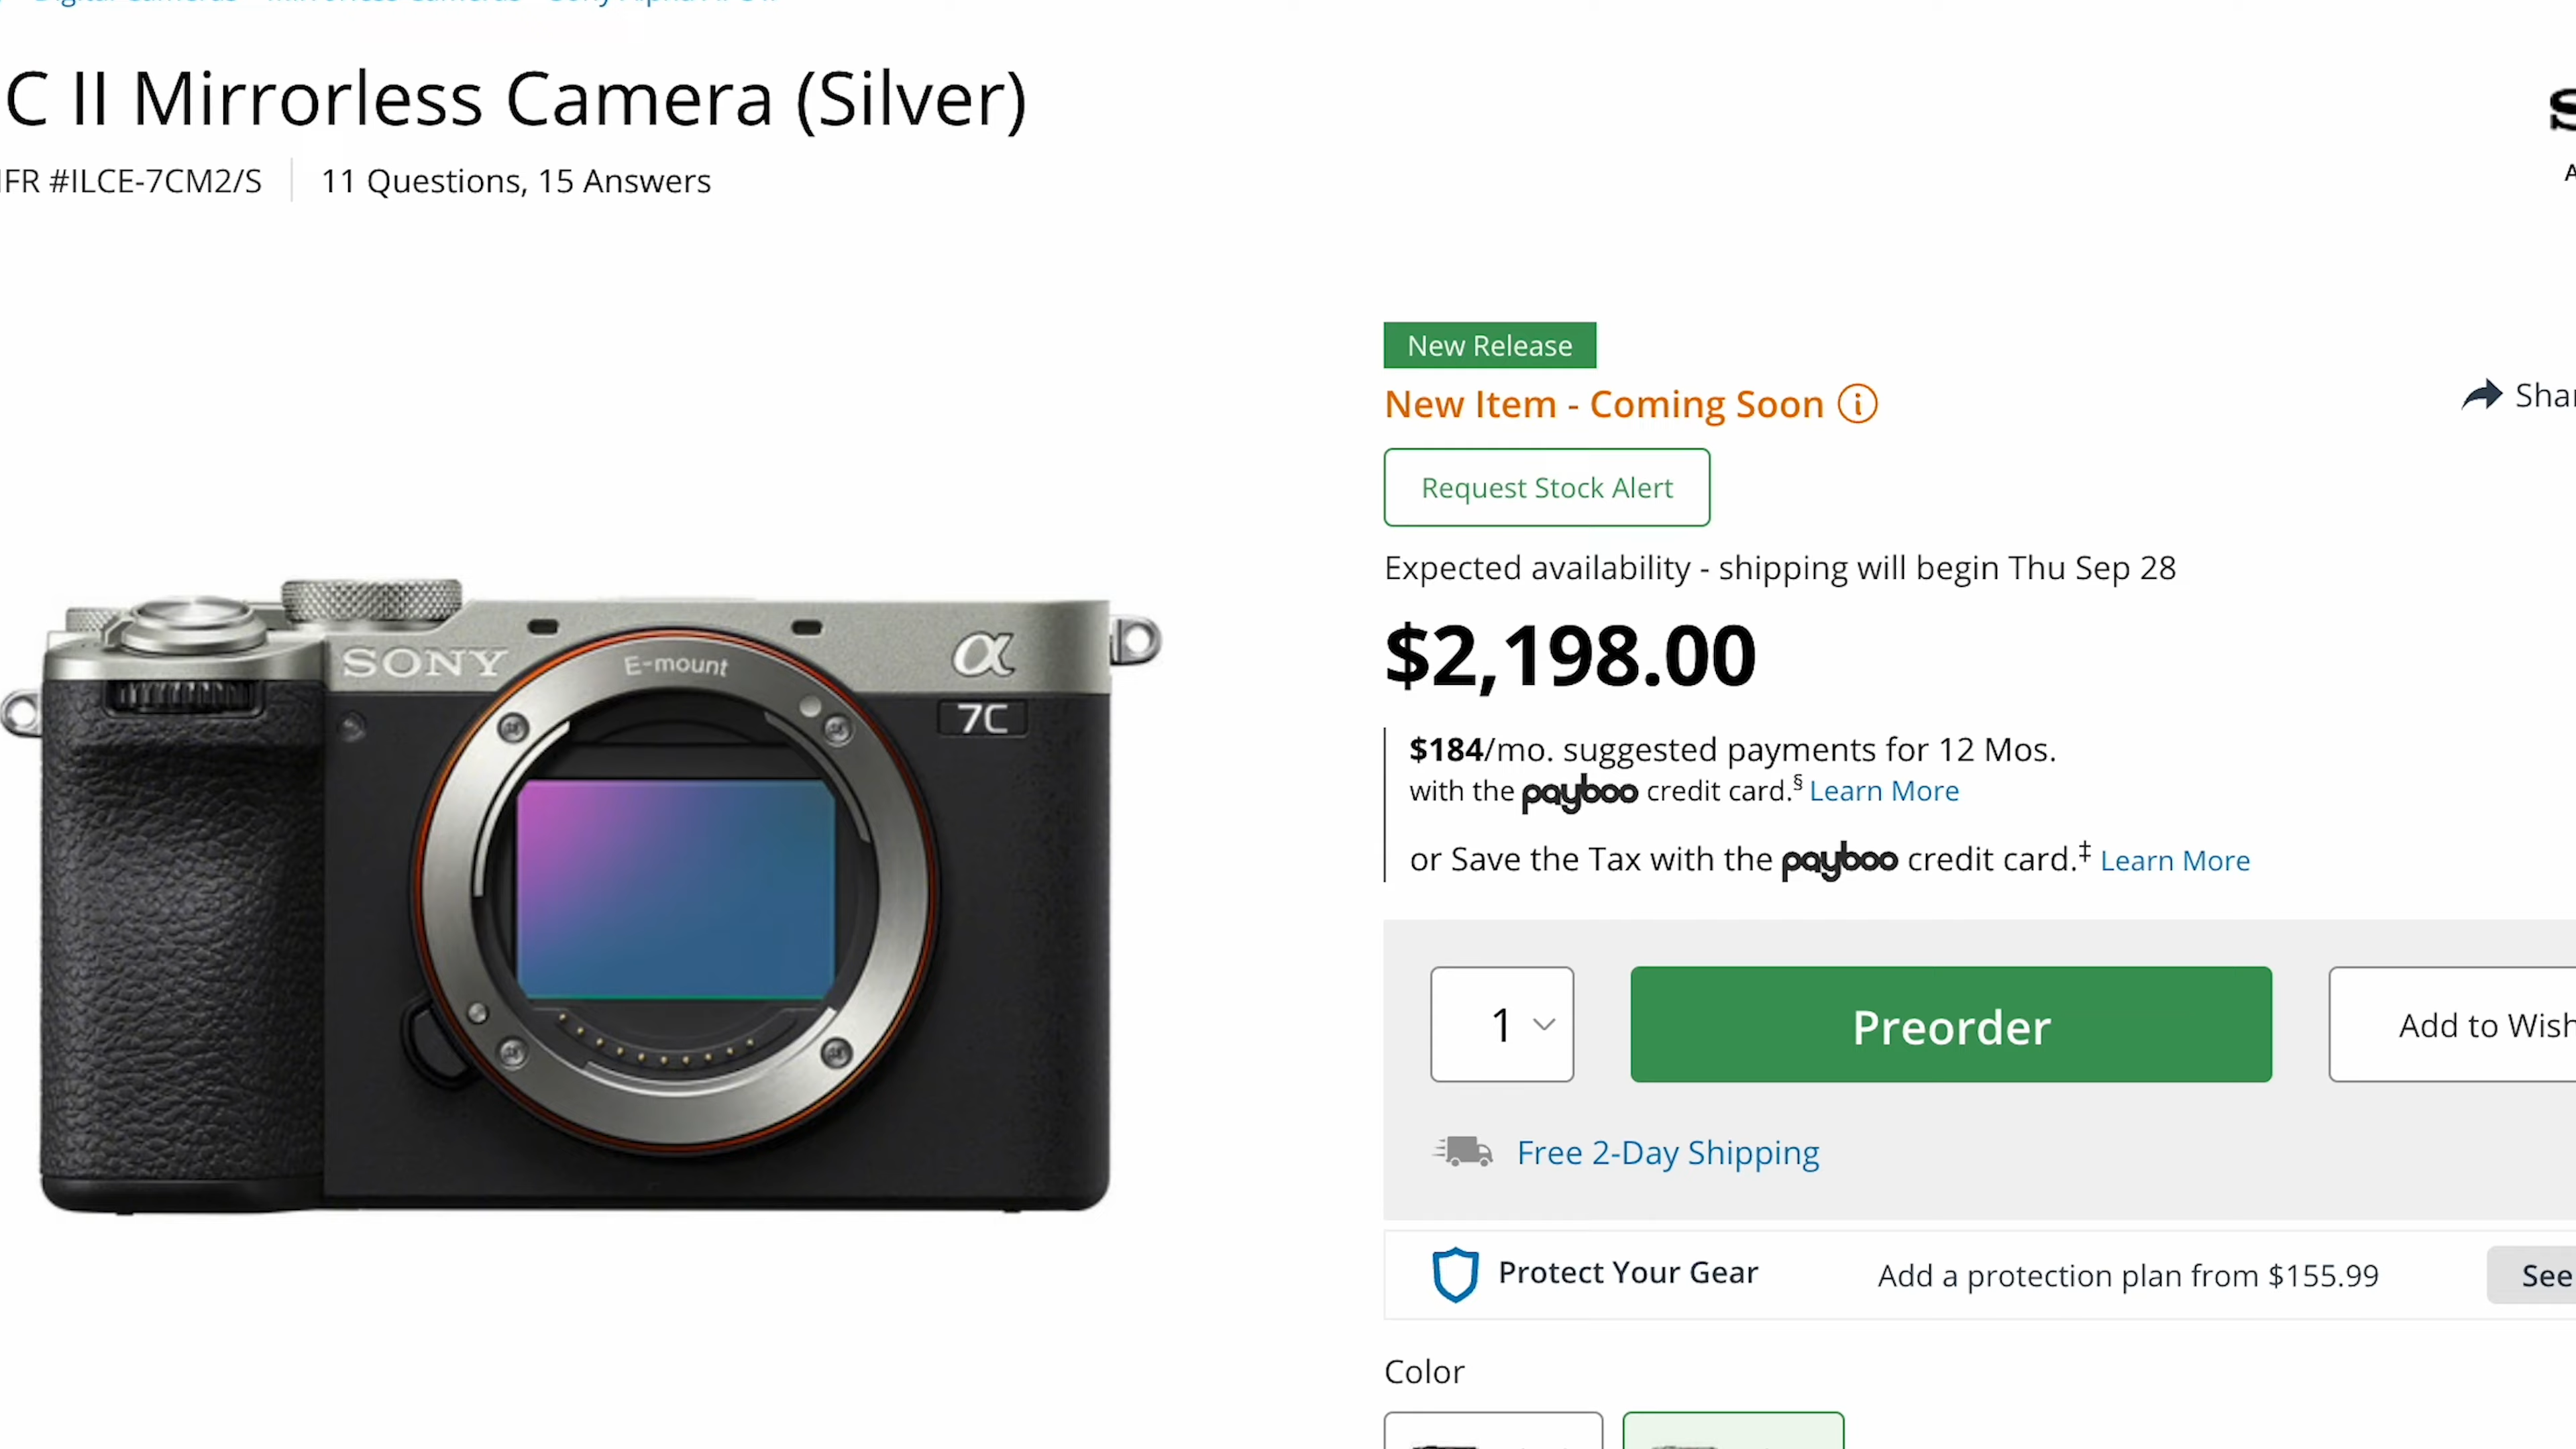 C II Mirrorless Camera (Silver)
FR #ILCE-7CM2/S
11 Questions, 15 Answers
New Release
New Item - Coming Soon
Request Stock Alert
Expected availability - shipping will begin Thu Sep 28
$2,198.00
$184/mo. suggested payments for 12 Mos.
with the payboo credit card.§ Learn More
or Save the Tax with the payboo credit card.‡ Learn More
1
Preorder
Add to Wish
Free 2-Day Shipping
Protect Your Gear
Add a protection plan from $155.99
See
Color
SONY
E-mount
α
7C